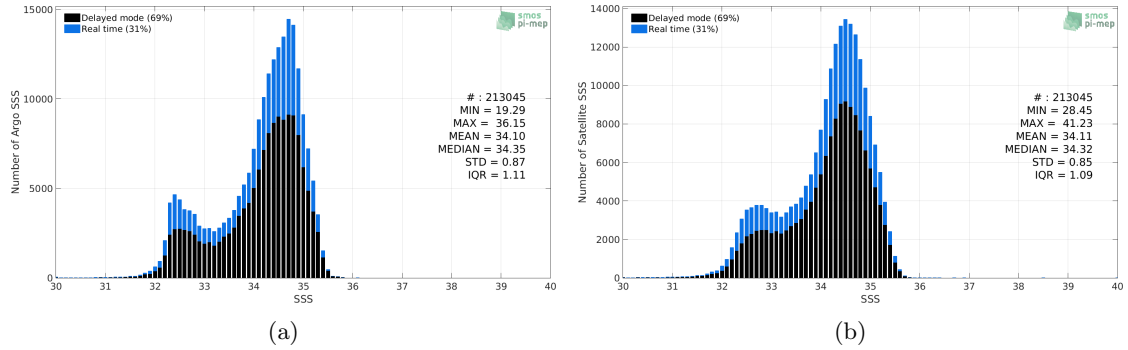 Delayed mode (69%)
Real time (31%)
smos
pi-mep
15000
10000
5000
0
Number of Argo SSS
# : 213045
MIN = 19.29
MAX = 36.15
MEAN = 34.10
MEDIAN = 34.35
STD = 0.87
IQR = 1.11
30 31 32 33 34 35 36 37 38 39 40
SSS
(a)
Delayed mode (69%)
Real time (31%)
smos
pi-mep
14000
12000
10000
8000
6000
4000
2000
0
Number of Satellite SSS
# : 213045
MIN = 28.45
MAX = 41.23
MEAN = 34.11
MEDIAN = 34.32
STD = 0.85
IQR = 1.09
30 31 32 33 34 35 36 37 38 39 40
SSS
(b)